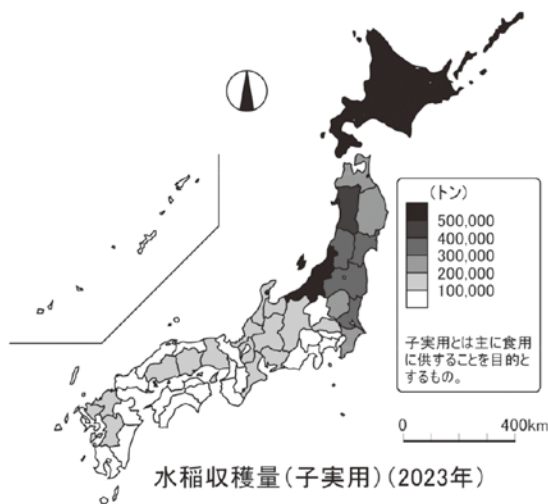 (トン)
500,000
400,000
300,000
200,000
100,000
子実用とは主に食用
に供することを目的と
するもの。
0 400km
水稲収穫量(子実用)(2023年)